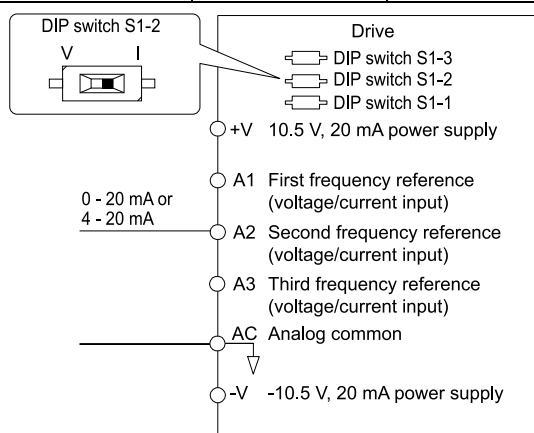 DIP switch S1-2
V I
Drive
DIP switch S1-3
DIP switch S1-2
DIP switch S1-1
+V 10.5 V, 20 mA power supply
A1 First frequency reference
(voltage/current input)
0 - 20 mA or
4 - 20 mA
A2 Second frequency reference
(voltage/current input)
A3 Third frequency reference
(voltage/current input)
AC Analog common
-V -10.5 V, 20 mA power supply